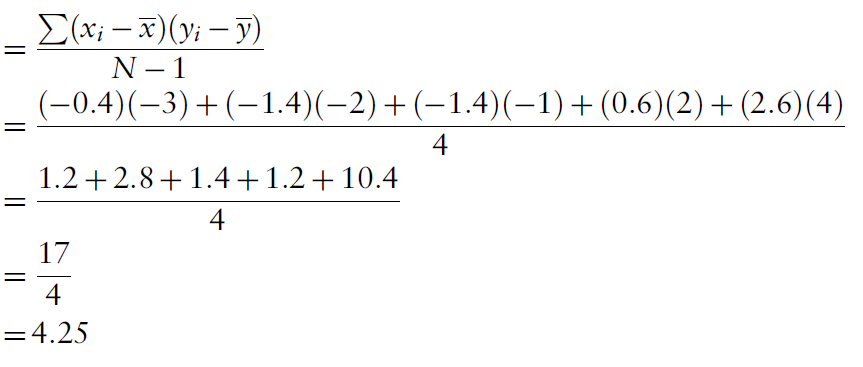 = ∑(xᵢ − x̅)(yᵢ − y̅) / N − 1
= (−0.4)(−3) + (−1.4)(−2) + (−1.4)(−1) + (0.6)(2) + (2.6)(4) / 4
= 1.2 + 2.8 + 1.4 + 1.2 + 10.4 / 4
= 17 / 4
= 4.25